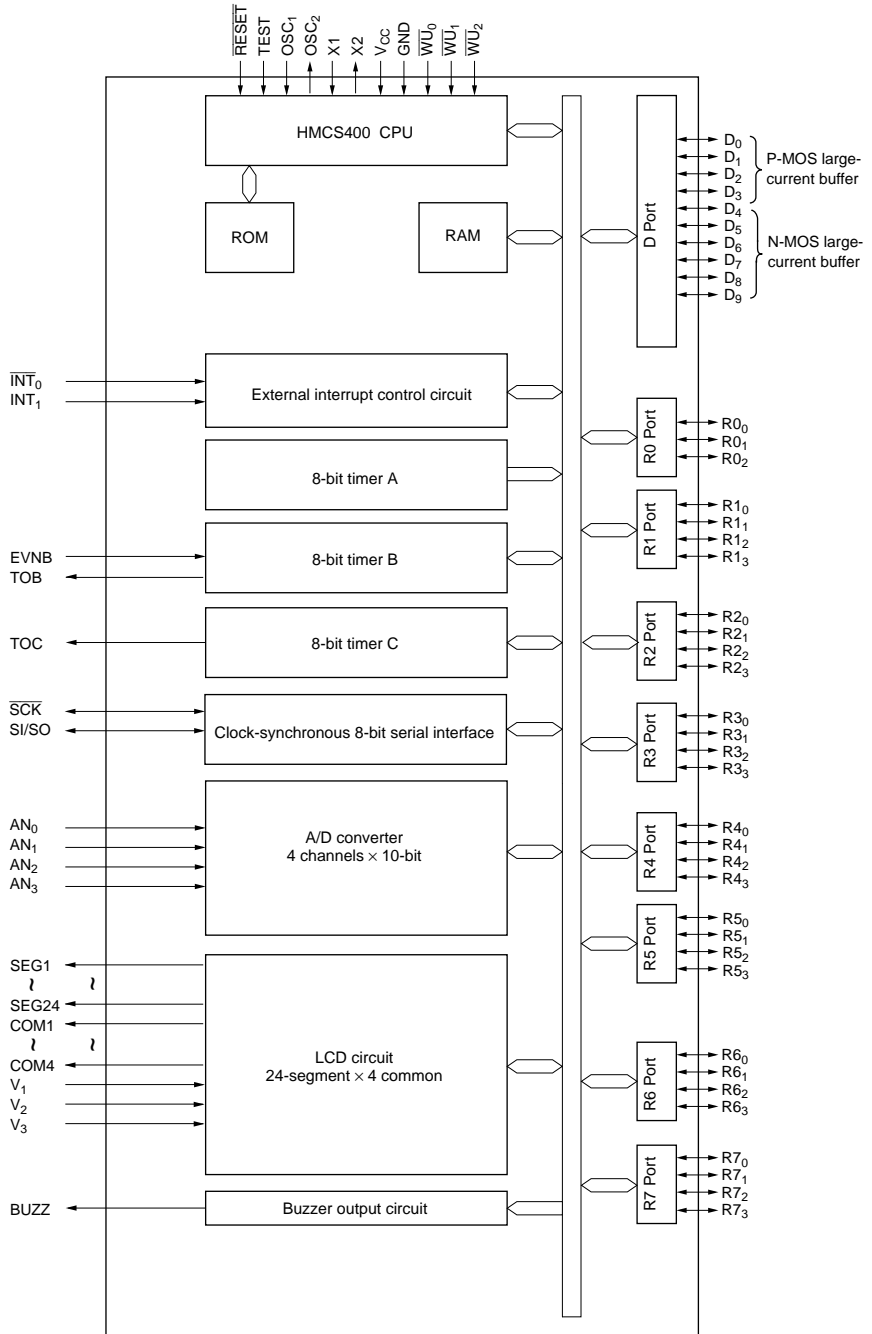 R̅E̅S̅E̅T̅
TEST
OSC₁
OSC₂
X1
X2
VCC
GND
W̅U̅₀
W̅U̅₁
W̅U̅₂
HMCS400 CPU
ROM
RAM
D Port
D₀
D₁
D₂
D₃
D₄
D₅
D₆
D₇
D₈
D₉
P-MOS large-
current buffer
N-MOS large-
current buffer
I̅N̅T̅₀
INT₁
External interrupt control circuit
R0 Port
R0₀
R0₁
R0₂
8-bit timer A
R1 Port
R1₀
R1₁
R1₂
R1₃
EVNB
TOB
8-bit timer B
TOC
8-bit timer C
R2 Port
R2₀
R2₁
R2₂
R2₃
S̅C̅K̅
SI/SO
Clock-synchronous 8-bit serial interface
R3 Port
R3₀
R3₁
R3₂
R3₃
AN₀
AN₁
AN₂
AN₃
A/D converter
4 channels × 10-bit
R4 Port
R4₀
R4₁
R4₂
R4₃
R5 Port
R5₀
R5₁
R5₂
R5₃
SEG1
~ ~
SEG24
COM1
~ ~
COM4
V₁
V₂
V₃
LCD circuit
24-segment × 4 common
R6 Port
R6₀
R6₁
R6₂
R6₃
R7 Port
R7₀
R7₁
R7₂
R7₃
BUZZ
Buzzer output circuit